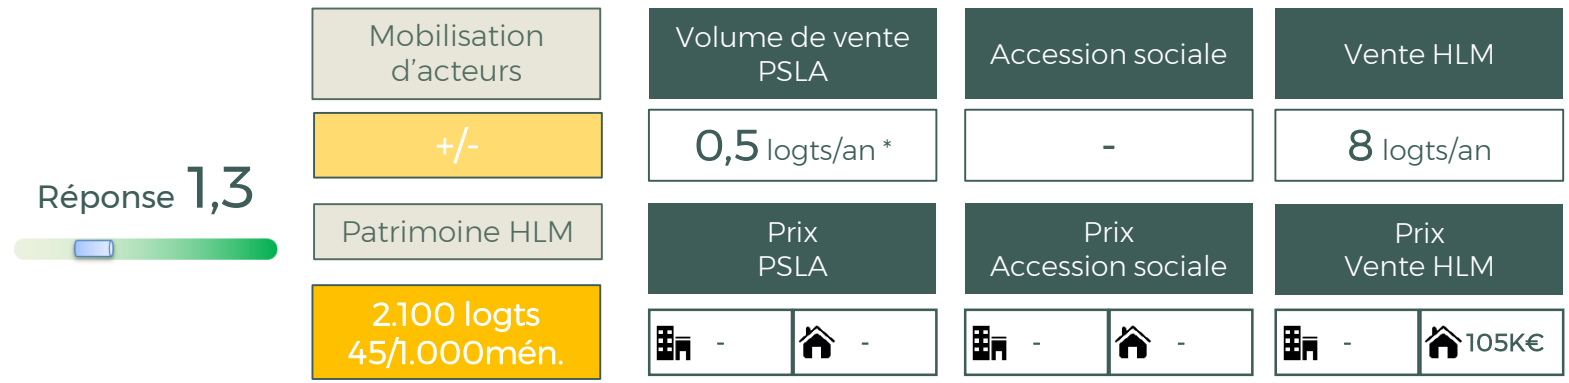 Réponse 1,3
Mobilisation
d’acteurs
+/-
Patrimoine HLM
2.100 logts
45/1.000mén.
Volume de vente
PSLA
0,5 logts/an *
Prix
PSLA
- -
Accession sociale
-
Prix
Accession sociale
- -
Vente HLM
8 logts/an
Prix
Vente HLM
- 105K€